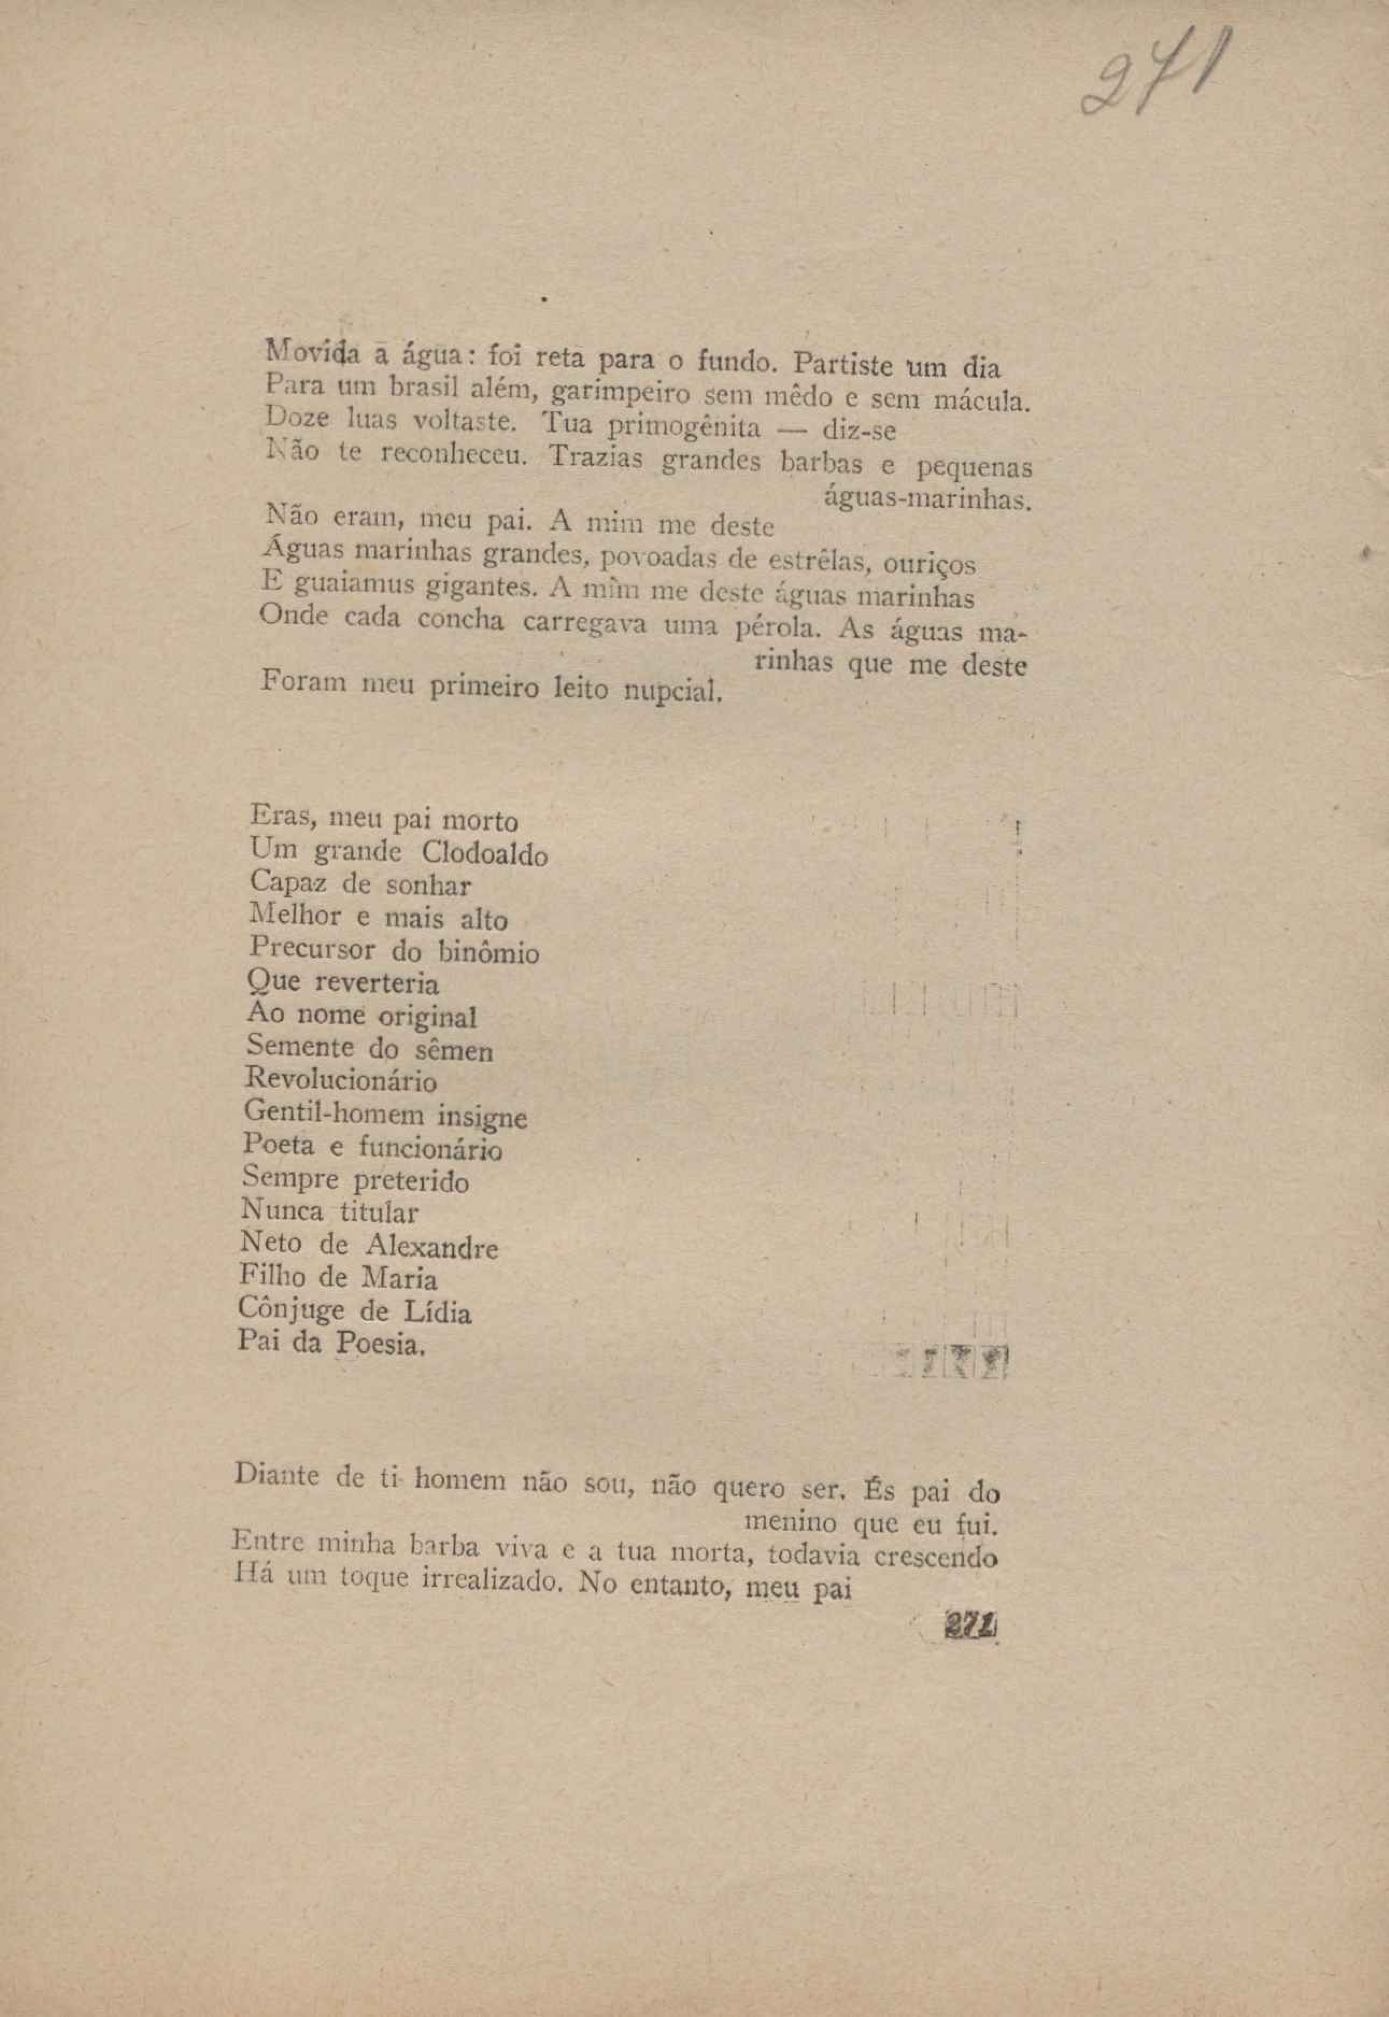 271
Movida a água: foi reta para o fundo. Partiste um dia
Para um brasil além, garimpeiro sem mêdo e sem mácula.
Doze luas voltaste. Tua primogênita — diz-se
Não te reconheceu. Trazias grandes barbas e pequenas
águas-marinhas.
Não eram, meu pai. A mim me deste
Águas marinhas grandes, povoadas de estrêlas, ouriços
E guaiamus gigantes. A mim me deste águas marinhas
Onde cada concha carregava uma pérola. As águas ma-
rinhas que me deste
Foram meu primeiro leito nupcial.
Eras, meu pai morto
Um grande Clodoaldo
Capaz de sonhar
Melhor e mais alto
Precursor do binômio
Que reverteria
Ao nome original
Semente do sêmen
Revolucionário
Gentil-homem insigne
Poeta e funcionário
Sempre preterido
Nunca titular
Neto de Alexandre
Filho de Maria
Cônjuge de Lídia
Pai da Poesia.
Diante de ti homem não sou, não quero ser. És pai do
menino que eu fui.
Entre minha barba viva e a tua morta, todavia crescendo
Há um toque irrealizado. No entanto, meu pai
271